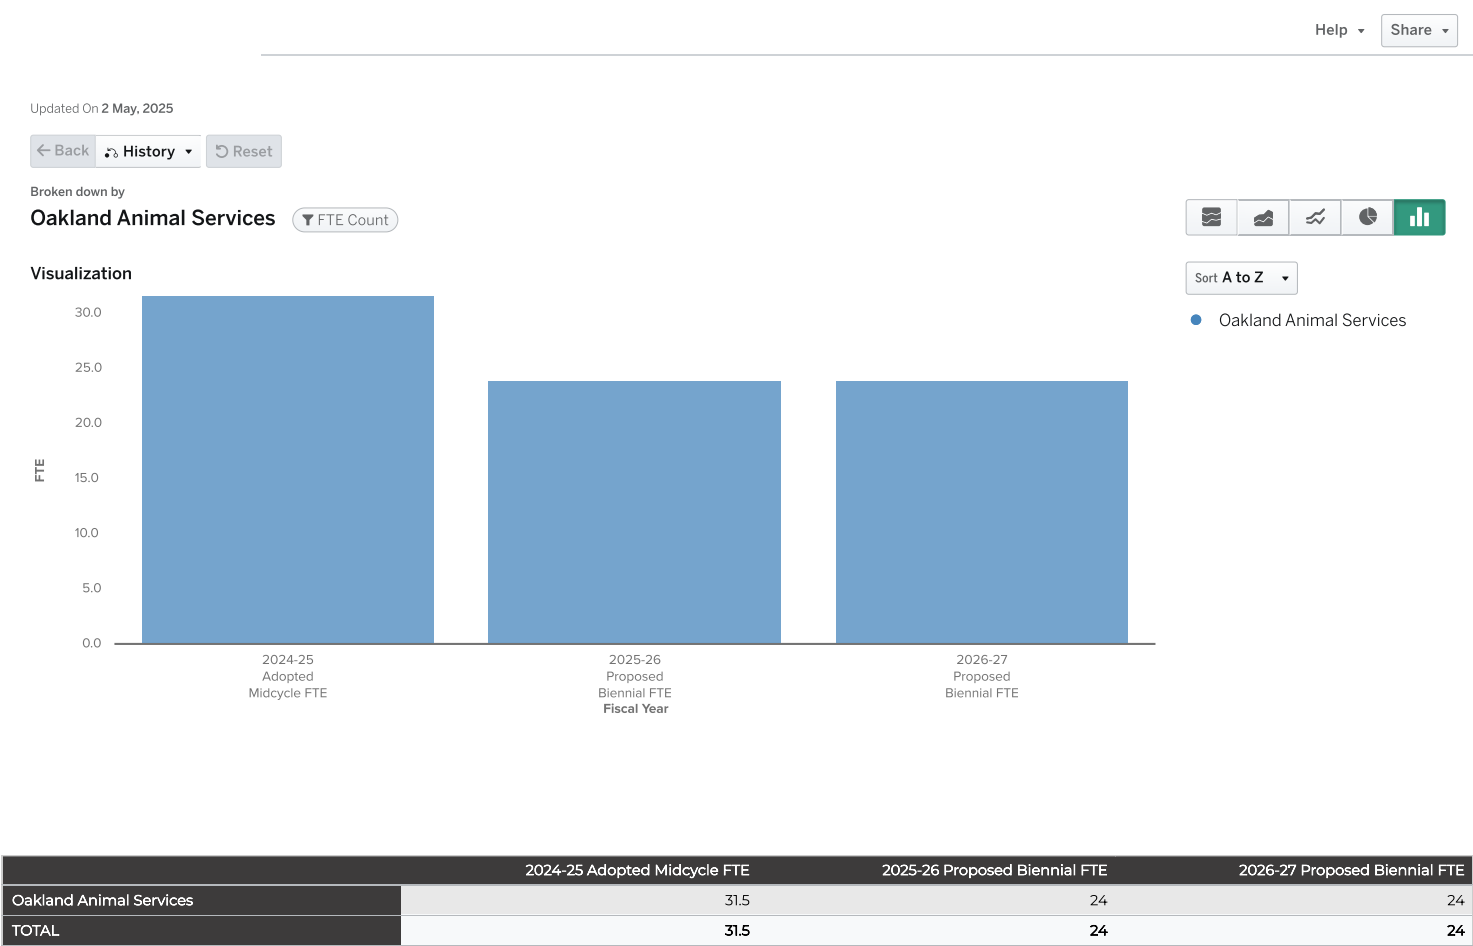 Help Share
Updated On 2 May, 2025
Back History Reset
Broken down by
Oakland Animal Services FTE Count
Sort A to Z
Oakland Animal Services
Visualization
30.0
25.0
20.0
15.0
10.0
5.0
0.0
FTE
2024-25
Adopted
Midcycle FTE
2025-26
Proposed
Biennial FTE
2026-27
Proposed
Biennial FTE
Fiscal Year
2024-25 Adopted Midcycle FTE 2025-26 Proposed Biennial FTE 2026-27 Proposed Biennial FTE
Oakland Animal Services 31.5 24 24
TOTAL 31.5 24 24